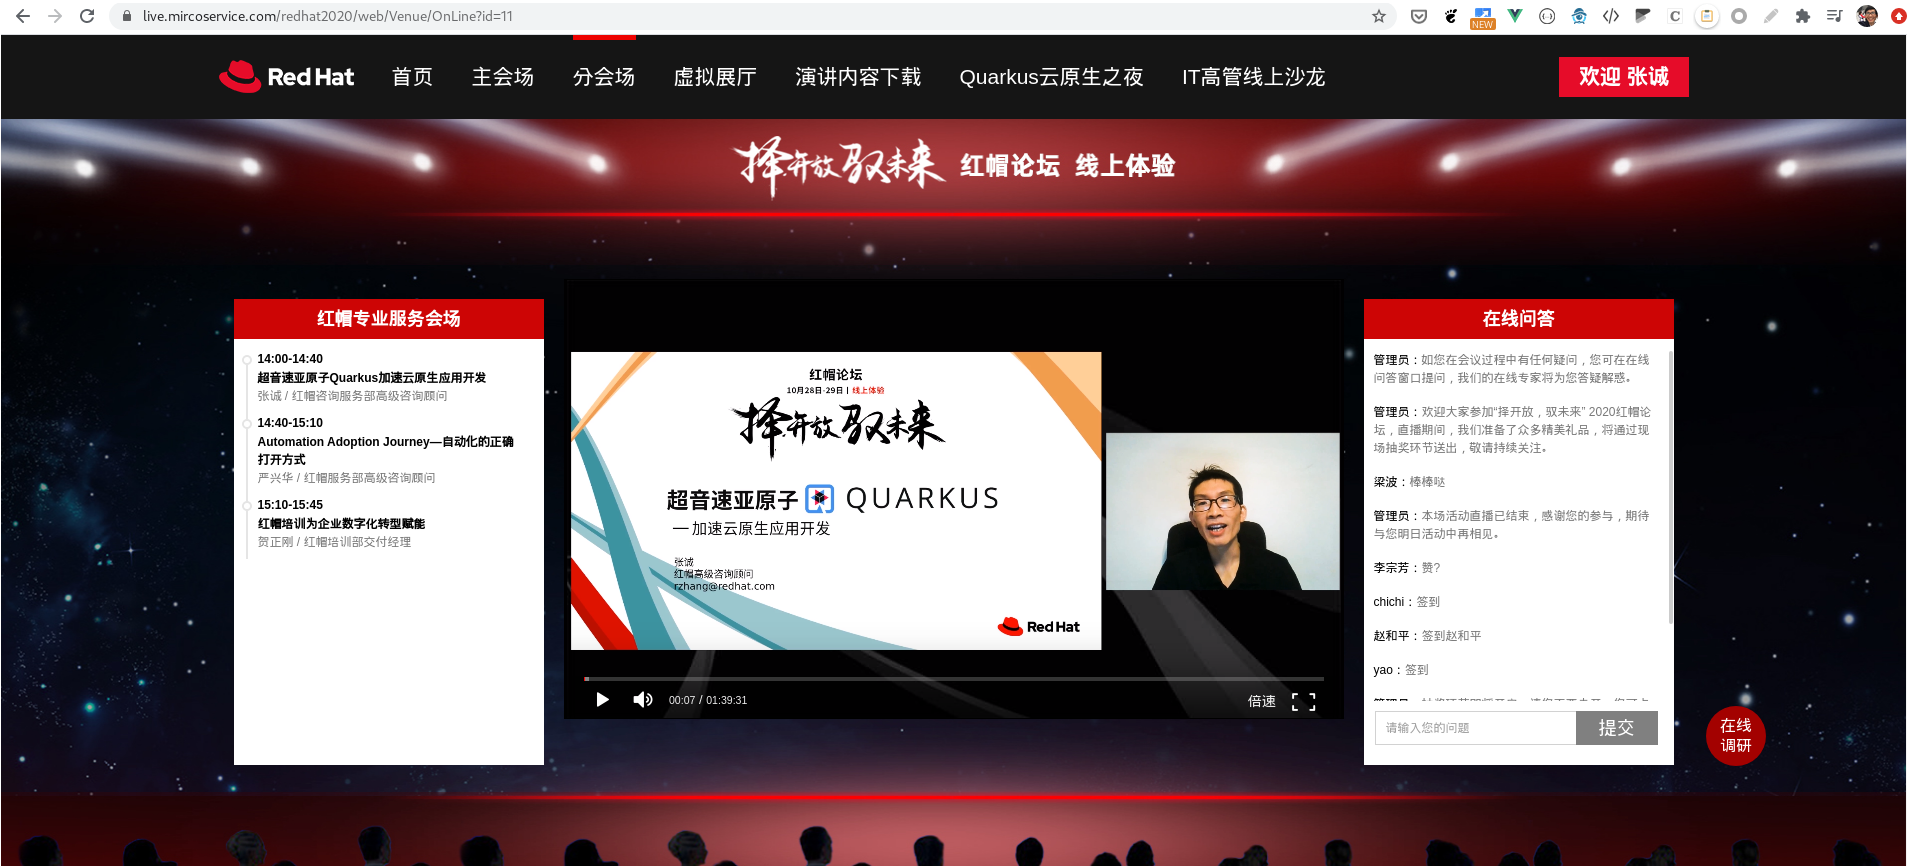 live.mircoservice.com/redhat2020/web/Venue/OnLine?id=11
NEW
Red Hat 首页 主会场 分会场 虚拟展厅 演讲内容下载 Quarkus云原生之夜 IT高管线上沙龙 欢迎 张诚
择开放 驭未来 红帽论坛 线上体验
红帽专业服务会场
14:00-14:40
超音速亚原子Quarkus加速云原生应用开发
张诚 / 红帽咨询服务部高级咨询顾问
14:40-15:10
Automation Adoption Journey—自动化的正确
打开方式
严兴华 / 红帽服务部高级咨询顾问
15:10-15:45
红帽培训为企业数字化转型赋能
贺正刚 / 红帽培训部交付经理
红帽论坛
10月28日-29日 | 线上体验
择开放 驭未来
超音速亚原子 QUARKUS
— 加速云原生应用开发
张诚
红帽高级咨询顾问
rzhang@redhat.com
Red Hat
00:07 / 01:39:31
倍速
在线问答
管理员：如您在会议过程中有任何疑问，您可在在线
问答窗口提问，我们的在线专家将为您答疑解惑。
管理员：欢迎大家参加“择开放，驭未来” 2020红帽论
坛，直播期间，我们准备了众多精美礼品，将通过现
场抽奖环节送出，敬请持续关注。
梁波：棒棒哒
管理员：本场活动直播已结束，感谢您的参与，期待
与您明日活动中再相见。
李宗芳：赞?
chichi：签到
赵和平：签到赵和平
yao：签到
请输入您的问题
提交
在线
调研